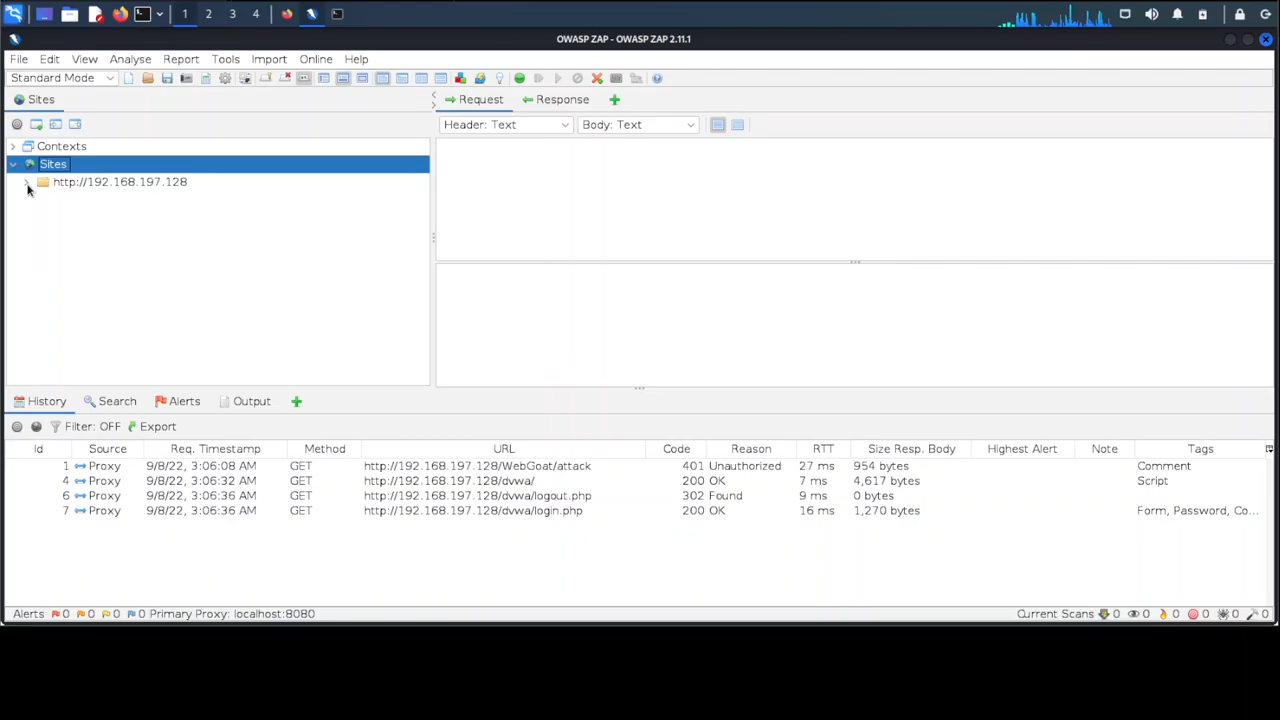 1 2 3 4
OWASP ZAP - OWASP ZAP 2.11.1
File Edit View Analyse Report Tools Import Online Help
Standard Mode
Sites
Request Response
Header: Text Body: Text
Contexts
Sites
http://192.168.197.128
History Search Alerts Output
Filter: OFF Export
Id Source Req. Timestamp Method URL Code Reason RTT Size Resp. Body Highest Alert Note Tags
1 Proxy 9/8/22, 3:06:08 AM GET http://192.168.197.128/WebGoat/attack 401 Unauthorized 27 ms 954 bytes Comment
4 Proxy 9/8/22, 3:06:32 AM GET http://192.168.197.128/dvwa/ 200 OK 7 ms 4,617 bytes Script
6 Proxy 9/8/22, 3:06:36 AM GET http://192.168.197.128/dvwa/logout.php 302 Found 9 ms 0 bytes
7 Proxy 9/8/22, 3:06:36 AM GET http://192.168.197.128/dvwa/login.php 200 OK 16 ms 1,270 bytes Form, Password, Co...
Alerts 0 0 0 0 Primary Proxy: localhost:8080 Current Scans 0 0 0 0 0 0